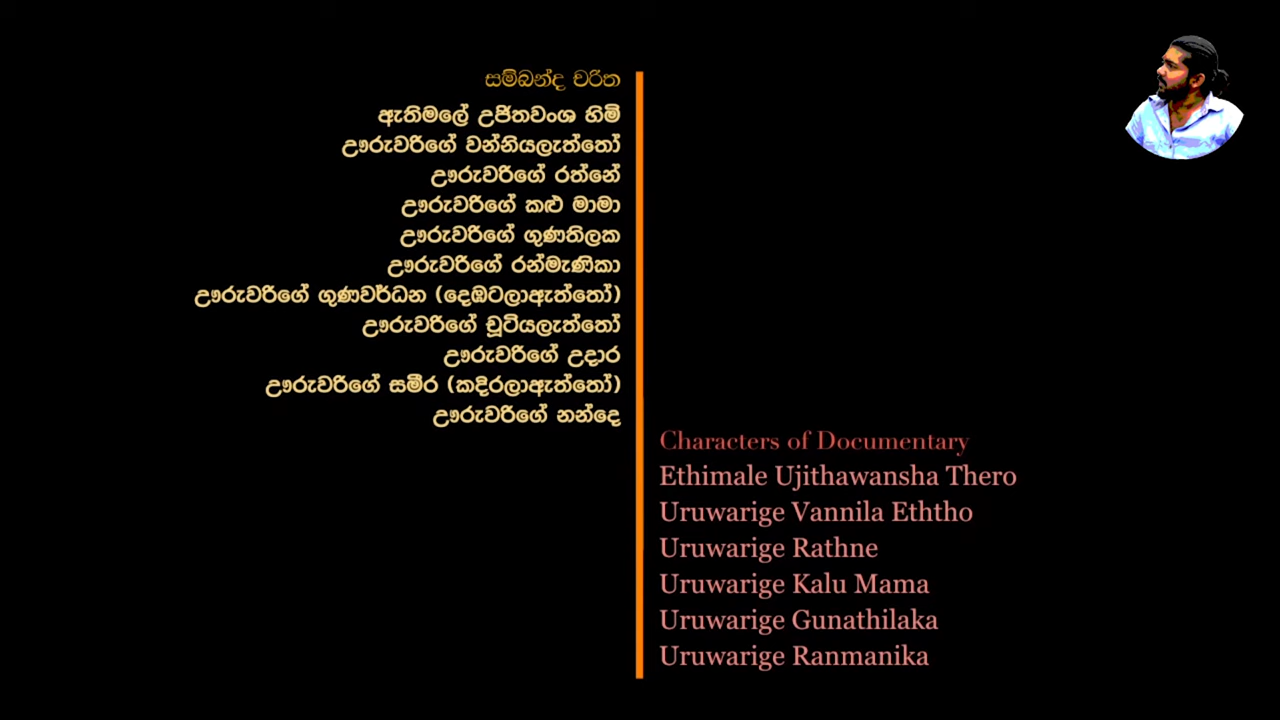 සම්බන්ද චරිත
ඇතිමලේ උජිතවංශ හිමි
ඌරුවරිගේ වන්නියලැත්තෝ
ඌරුවරිගේ රත්නේ
ඌරුවරිගේ කළු මාමා
ඌරුවරිගේ ගුණතිලක
ඌරුවරිගේ රන්මැණිකා
ඌරුවරිගේ ගුණවර්ධන (දෙඹටලාඇත්තෝ)
ඌරුවරිගේ චූටියලැත්තෝ
ඌරුවරිගේ උදාර
ඌරුවරිගේ සමීර (කදිරලාඇත්තෝ)
ඌරුවරිගේ නන්දෙ
Characters of Documentary
Ethimale Ujithawansha Thero
Uruwarige Vannila Eththo
Uruwarige Rathne
Uruwarige Kalu Mama
Uruwarige Gunathilaka
Uruwarige Ranmanika